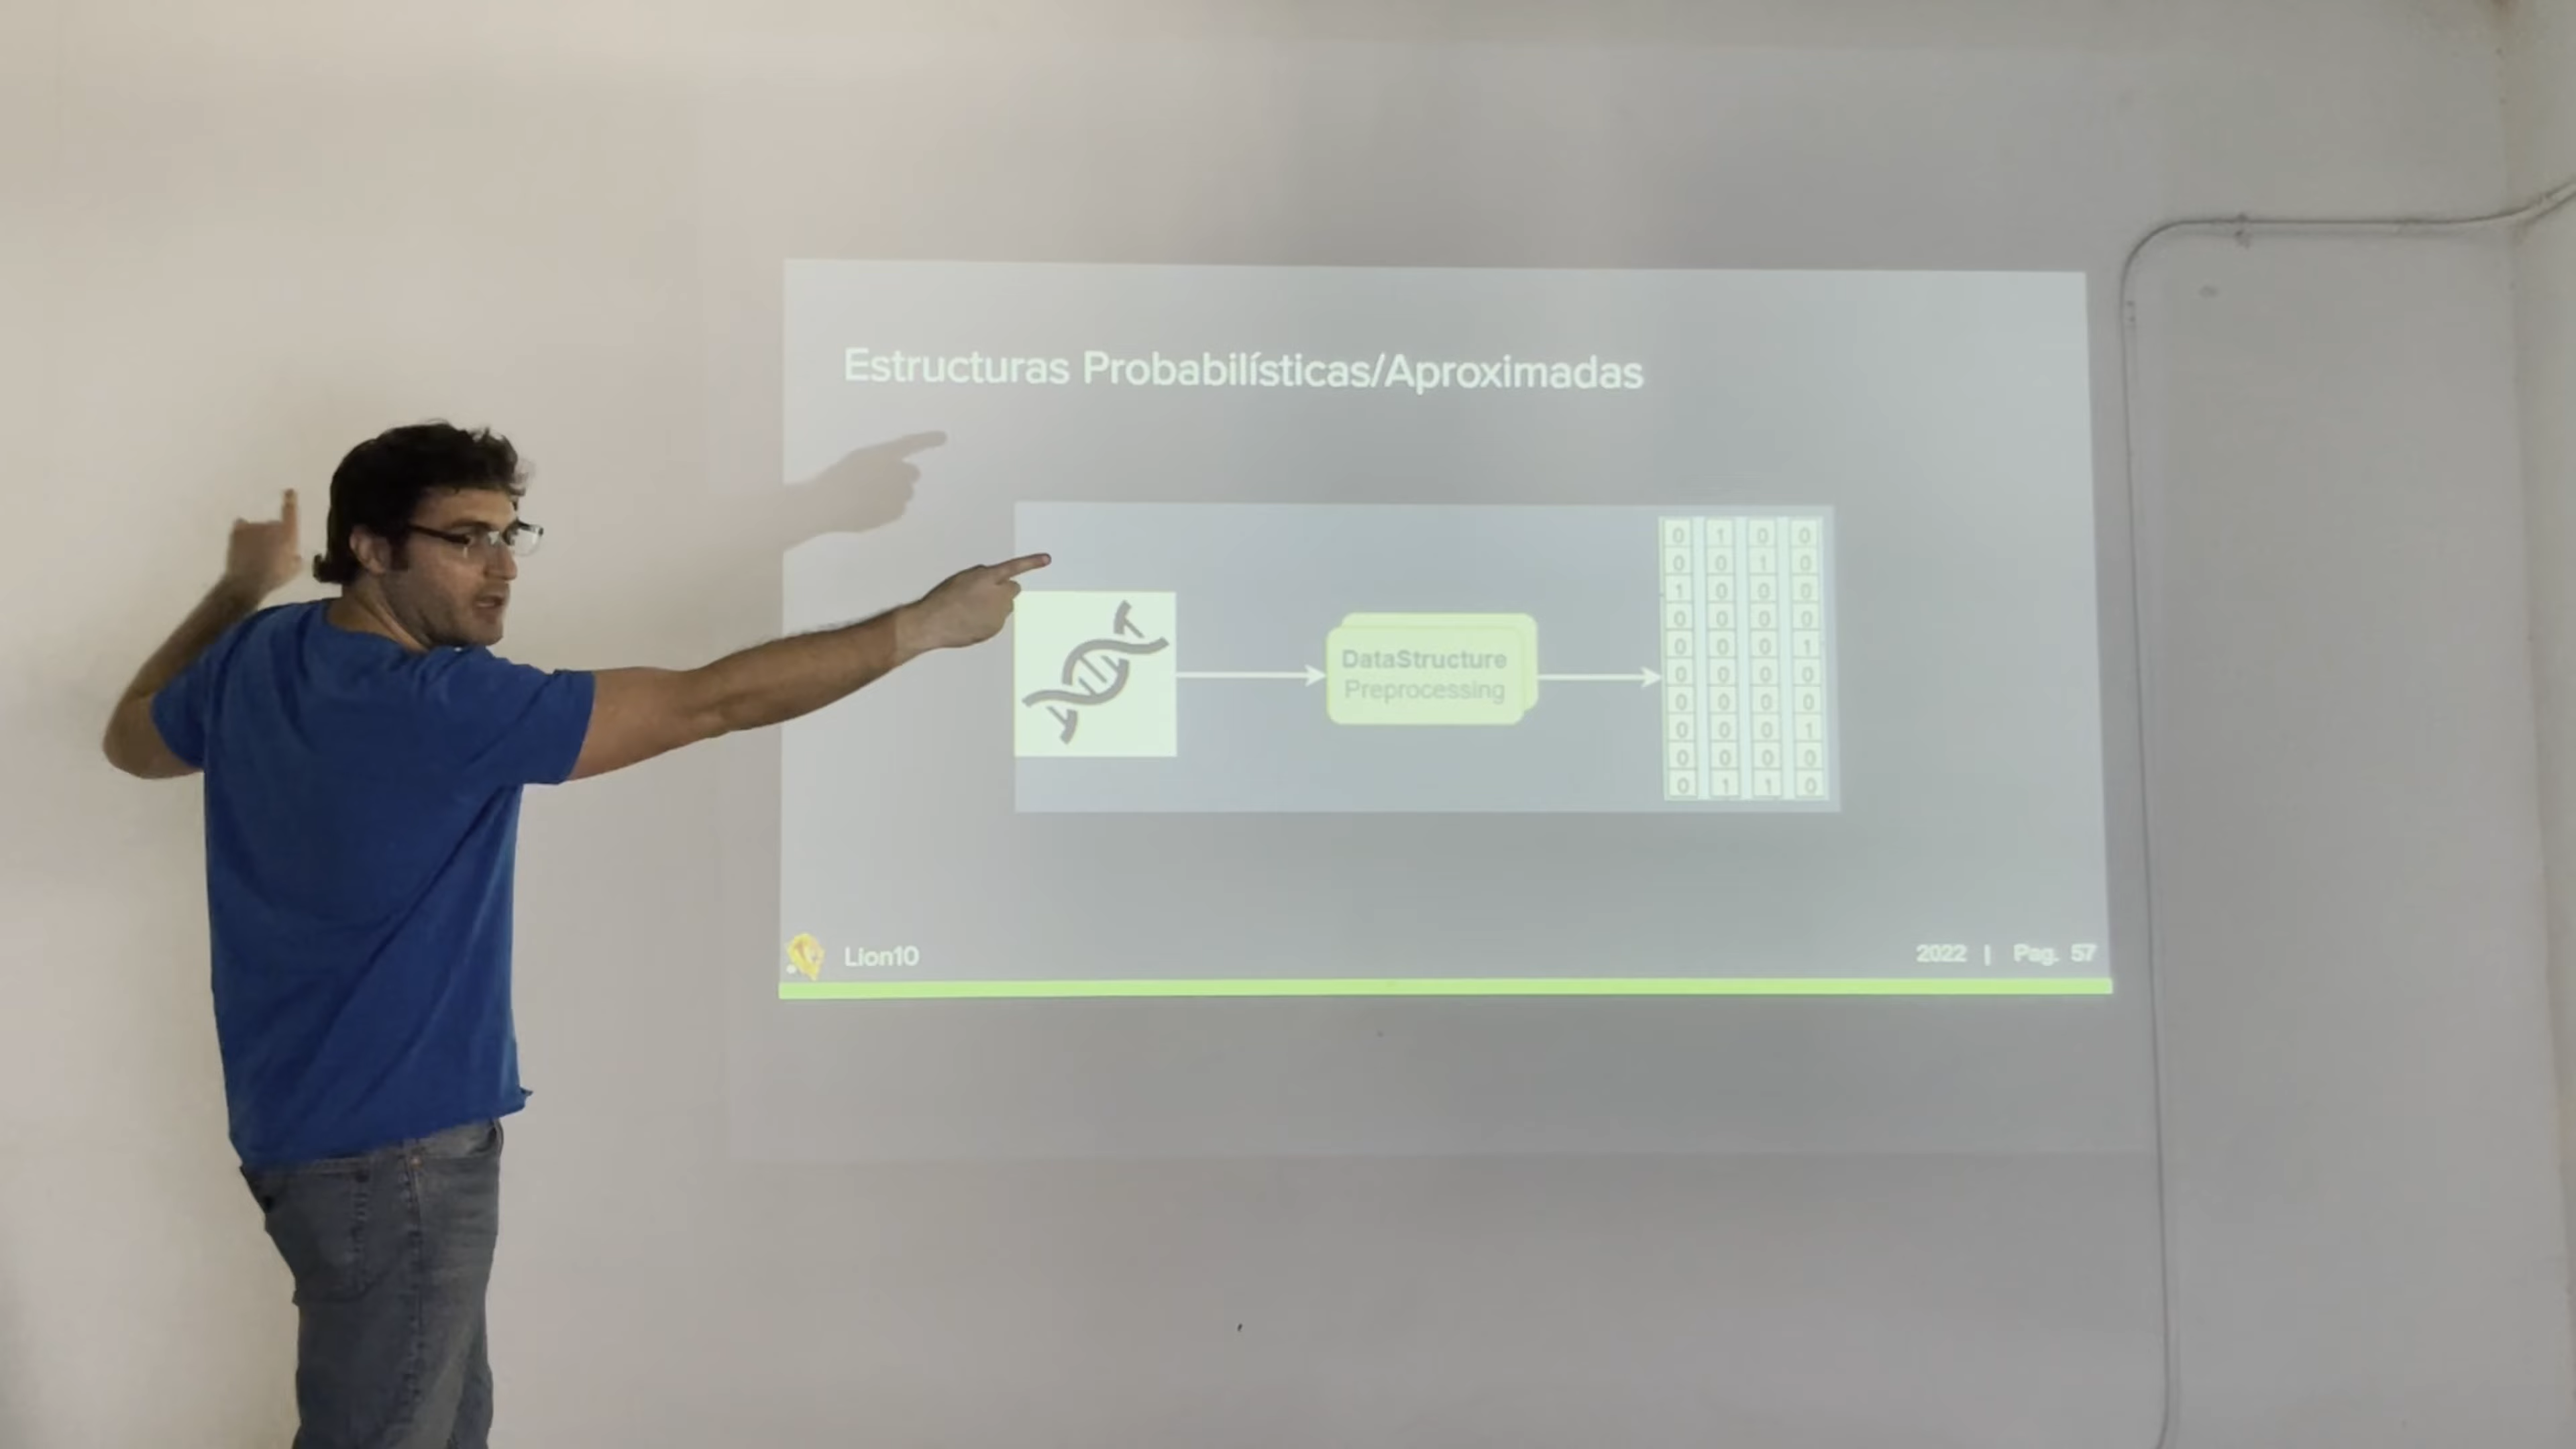 Estructuras Probabilísticas/Aproximadas
DataStructure
Preprocessing
0 1 0 0
0 0 1 0
1 0 0 0
0 0 0 0
0 0 0 1
0 0 0 0
0 0 0 0
0 0 0 1
0 0 0 0
0 1 1 0
Lion10
2022 | Pag. 57